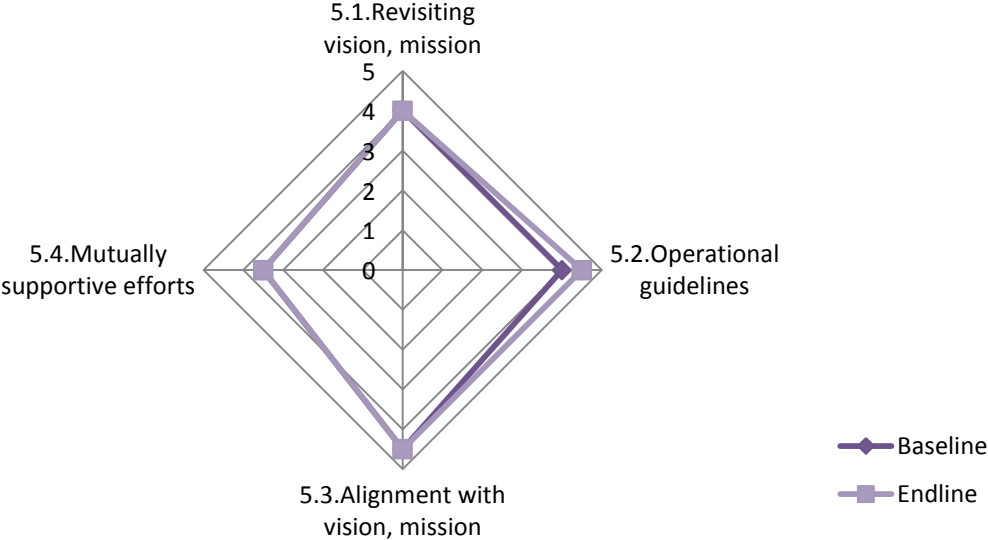 5.1.Revisiting
vision, mission
5
4
3
2
1
0
5.4.Mutually
supportive efforts
5.2.Operational
guidelines
5.3.Alignment with
vision, mission
Baseline
Endline